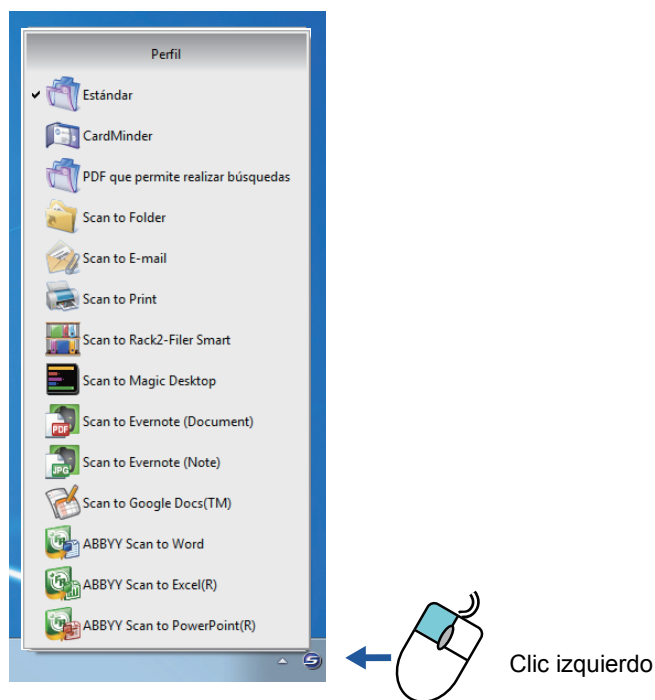 Perfil
Estándar
CardMinder
PDF que permite realizar búsquedas
Scan to Folder
Scan to E-mail
Scan to Print
Scan to Rack2-Filer Smart
Scan to Magic Desktop
PDF
Scan to Evernote (Document)
JPG
Scan to Evernote (Note)
Scan to Google Docs(TM)
ABBYY Scan to Word
ABBYY Scan to Excel(R)
ABBYY Scan to PowerPoint(R)
Clic izquierdo